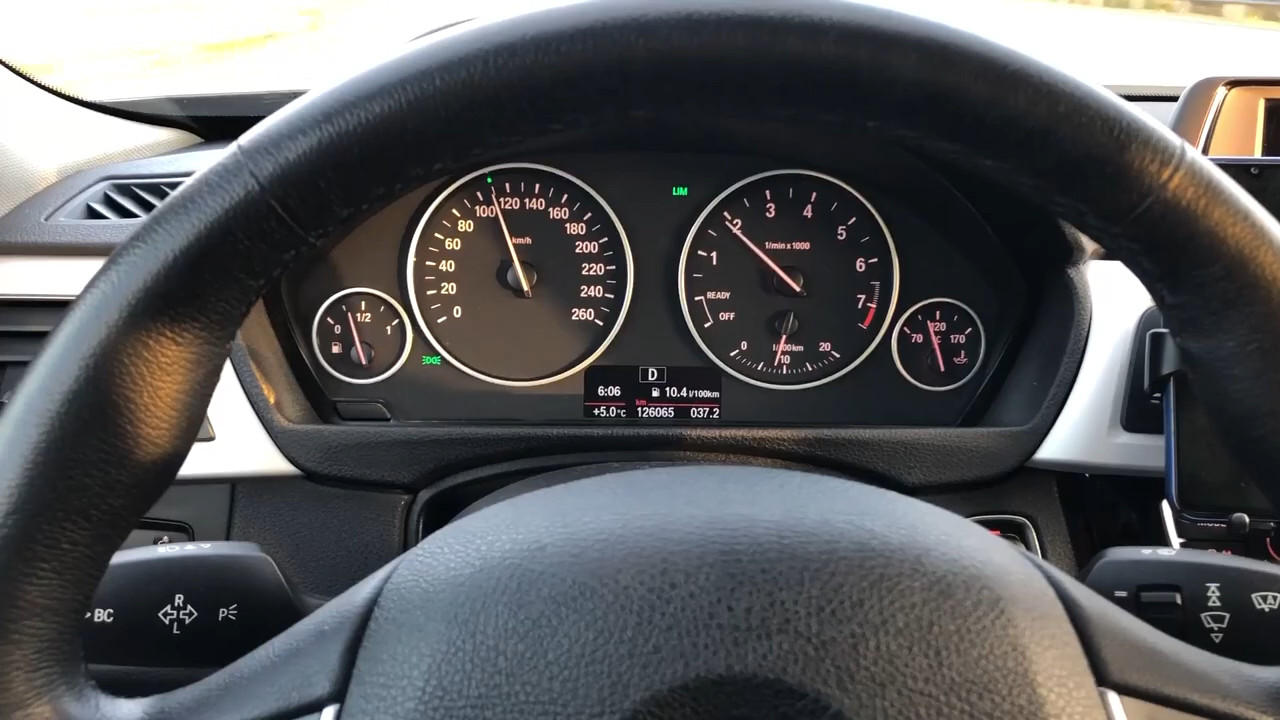 0
20
40
60
80
100
120
140
160
180
200
220
240
260
km/h
LIM
1
2
3
4
5
6
7
1/min x 1000
READY
OFF
0
10
20
l/100km
0
1/2
1
70
120
170
°C
D
6:06
10.4 l/100km
km
+5.0°C 126065 037.2
BC
R
L
P
A